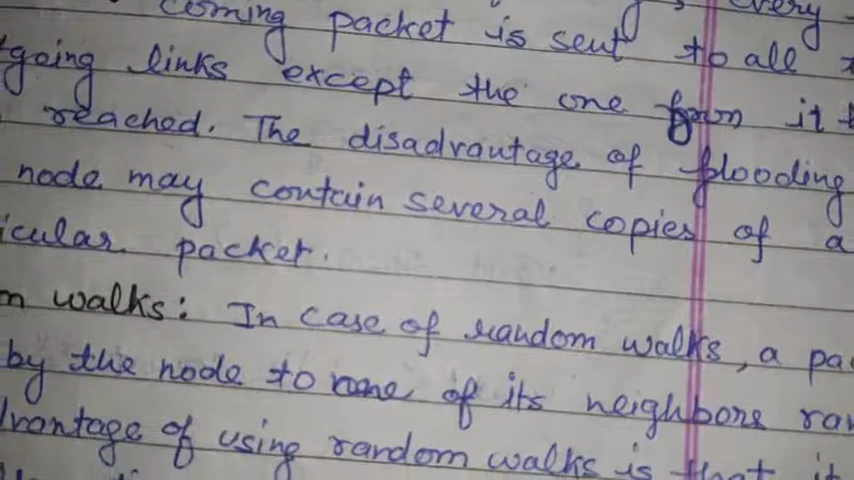 coming packet is sent to all
going links except the one from it
reached. The disadvantage of flooding
node may contain several copies of a
icular packet.
m walks: In case of random walks, a pa
by the node to one of its neighbors ra
vantage of using random walks is that it